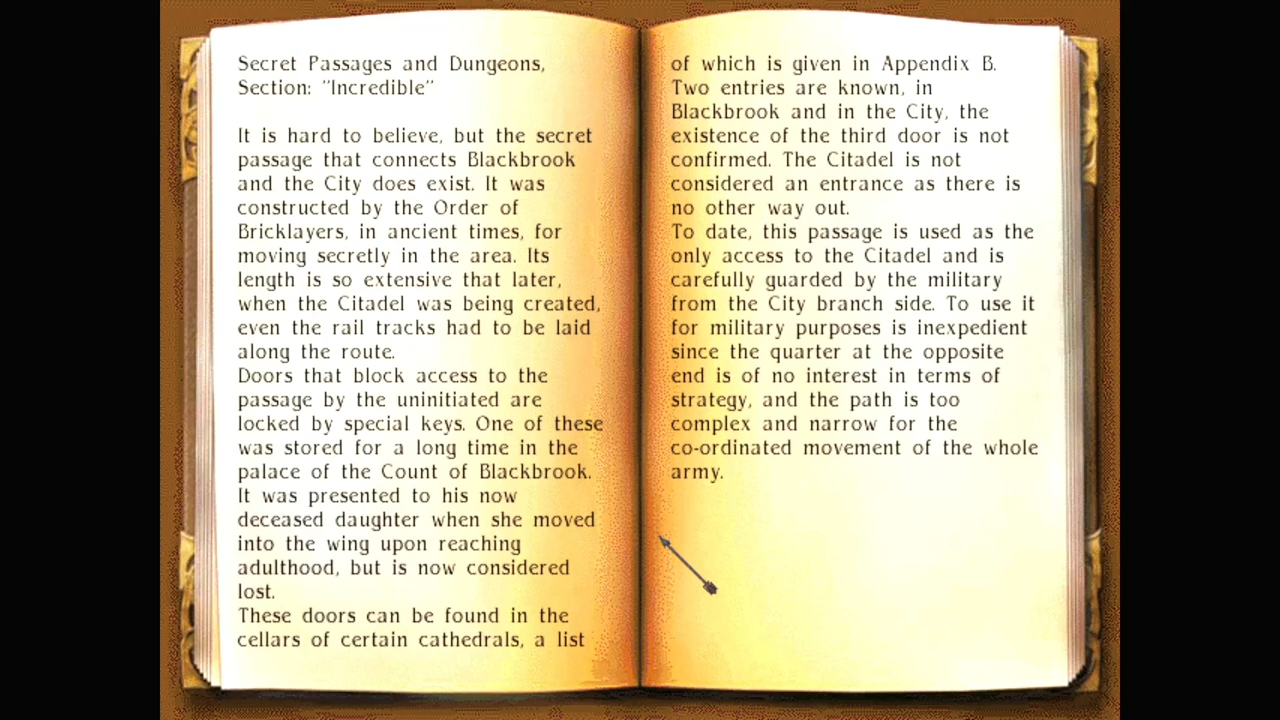 Secret Passages and Dungeons,
Section: "Incredible"
It is hard to believe, but the secret
passage that connects Blackbrook
and the City does exist. It was
constructed by the Order of
Bricklayers, in ancient times, for
moving secretly in the area. Its
length is so extensive that later,
when the Citadel was being created,
even the rail tracks had to be laid
along the route.
Doors that block access to the
passage by the uninitiated are
locked by special keys. One of these
was stored for a long time in the
palace of the Count of Blackbrook.
It was presented to his now
deceased daughter when she moved
into the wing upon reaching
adulthood, but is now considered
lost.
These doors can be found in the
cellars of certain cathedrals, a list
of which is given in Appendix B.
Two entries are known, in
Blackbrook and in the City, the
existence of the third door is not
confirmed. The Citadel is not
considered an entrance as there is
no other way out.
To date, this passage is used as the
only access to the Citadel and is
carefully guarded by the military
from the City branch side. To use it
for military purposes is inexpedient
since the quarter at the opposite
end is of no interest in terms of
strategy, and the path is too
complex and narrow for the
co-ordinated movement of the whole
army.